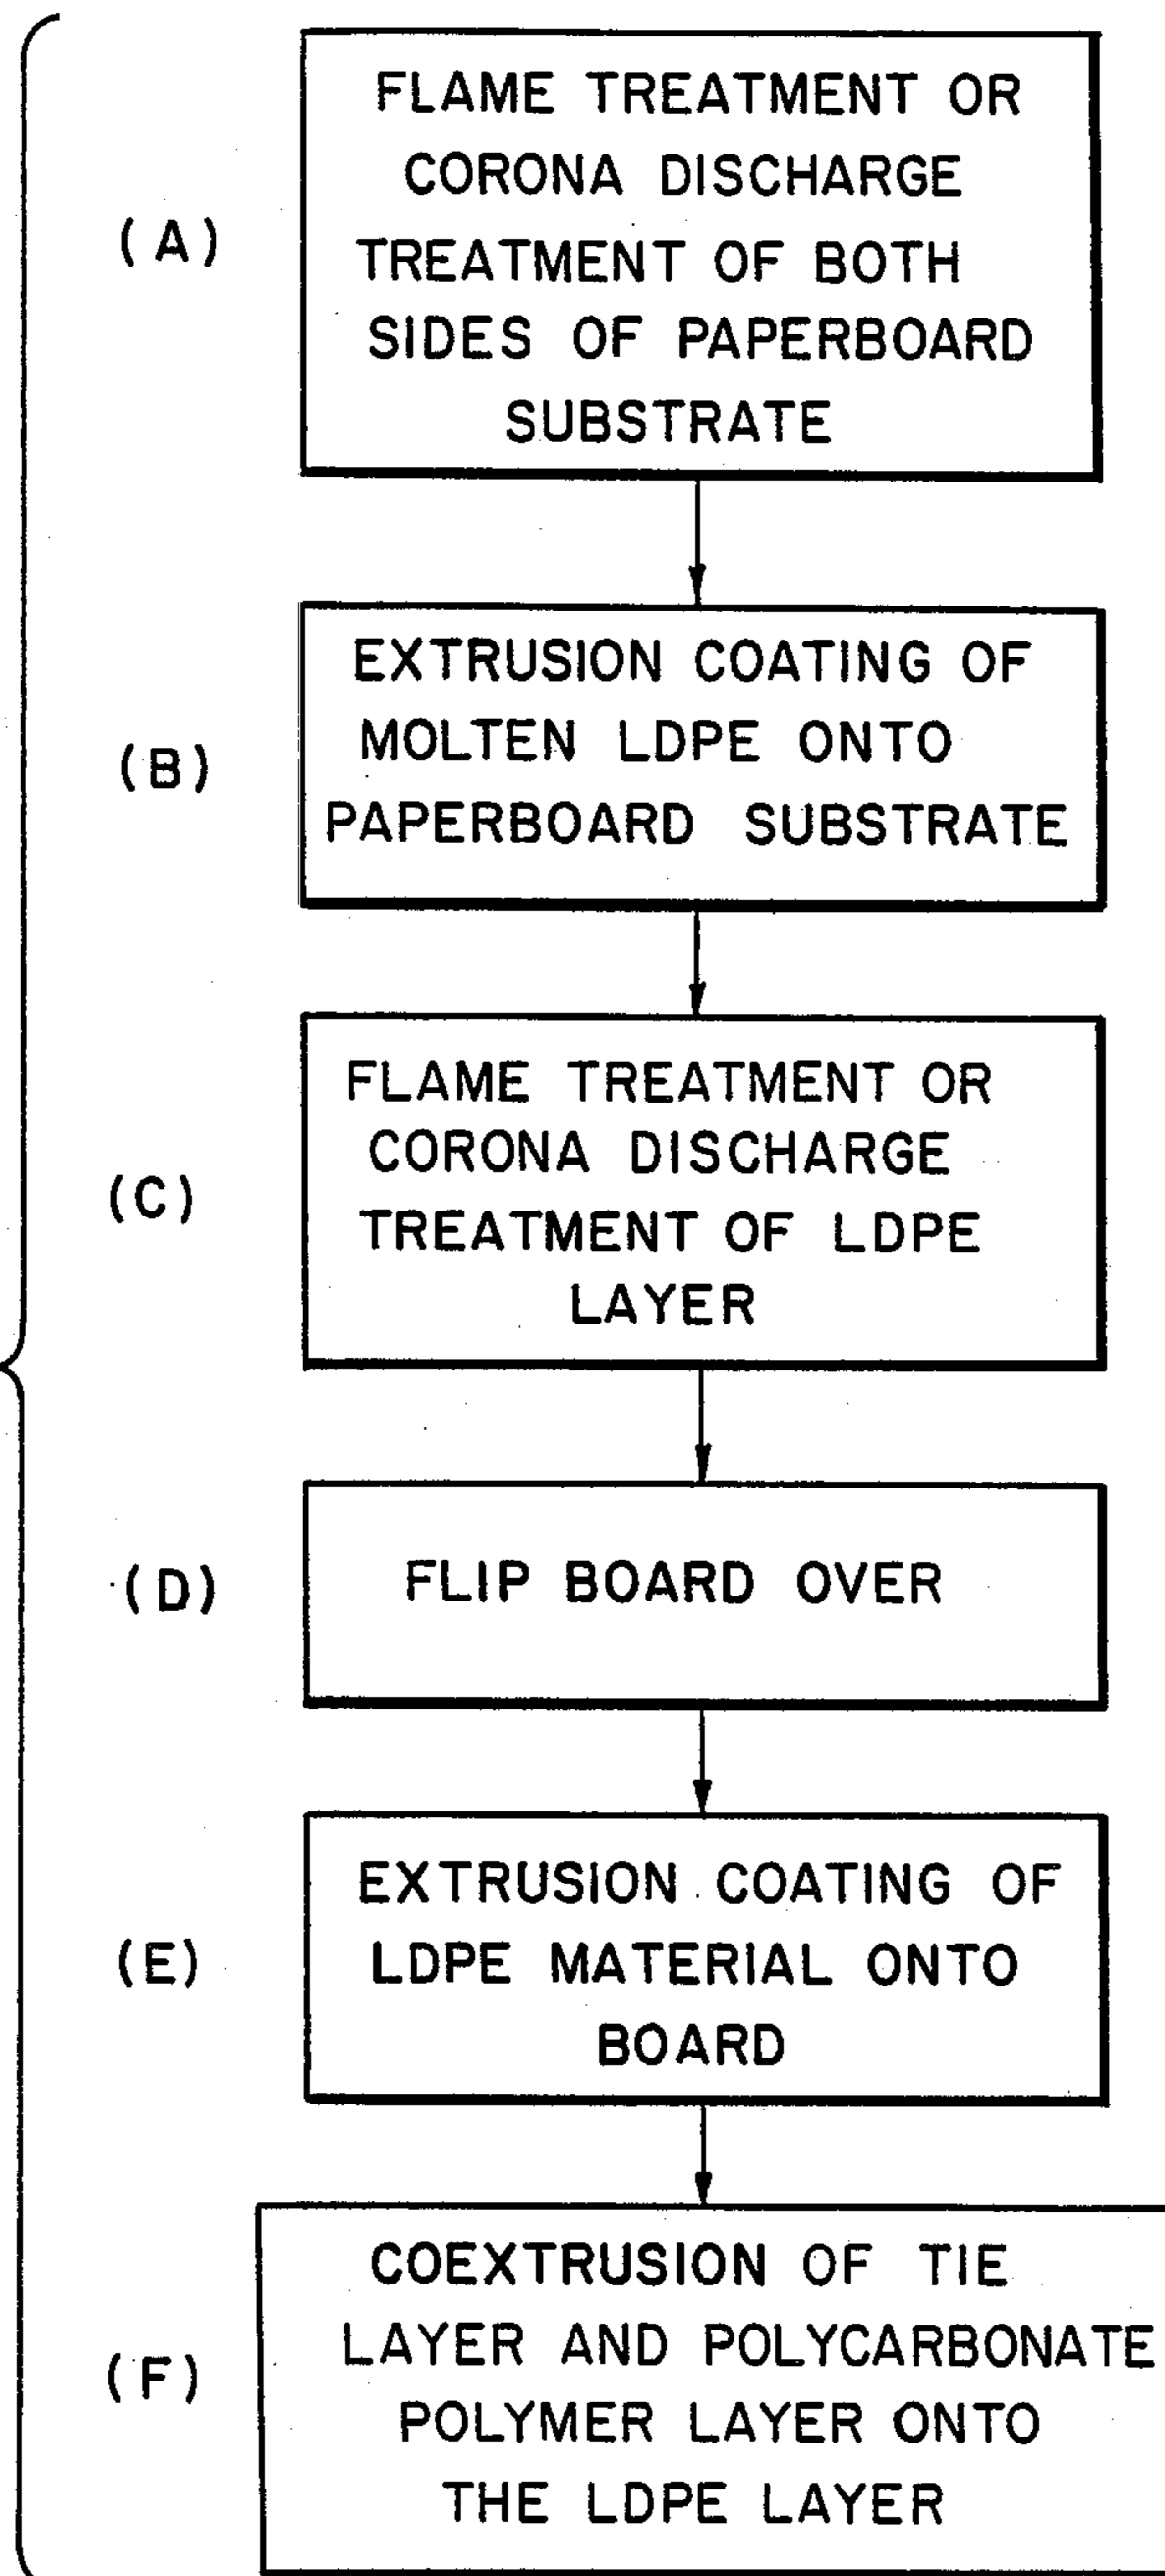 (A)
FLAME TREATMENT OR
CORONA DISCHARGE
TREATMENT OF BOTH
SIDES OF PAPERBOARD
SUBSTRATE
(B)
EXTRUSION COATING OF
MOLTEN LDPE ONTO
PAPERBOARD SUBSTRATE
(C)
FLAME TREATMENT OR
CORONA DISCHARGE
TREATMENT OF LDPE
LAYER
(D)
FLIP BOARD OVER
(E)
EXTRUSION COATING OF
LDPE MATERIAL ONTO
BOARD
(F)
COEXTRUSION OF TIE
LAYER AND POLYCARBONATE
POLYMER LAYER ONTO
THE LDPE LAYER